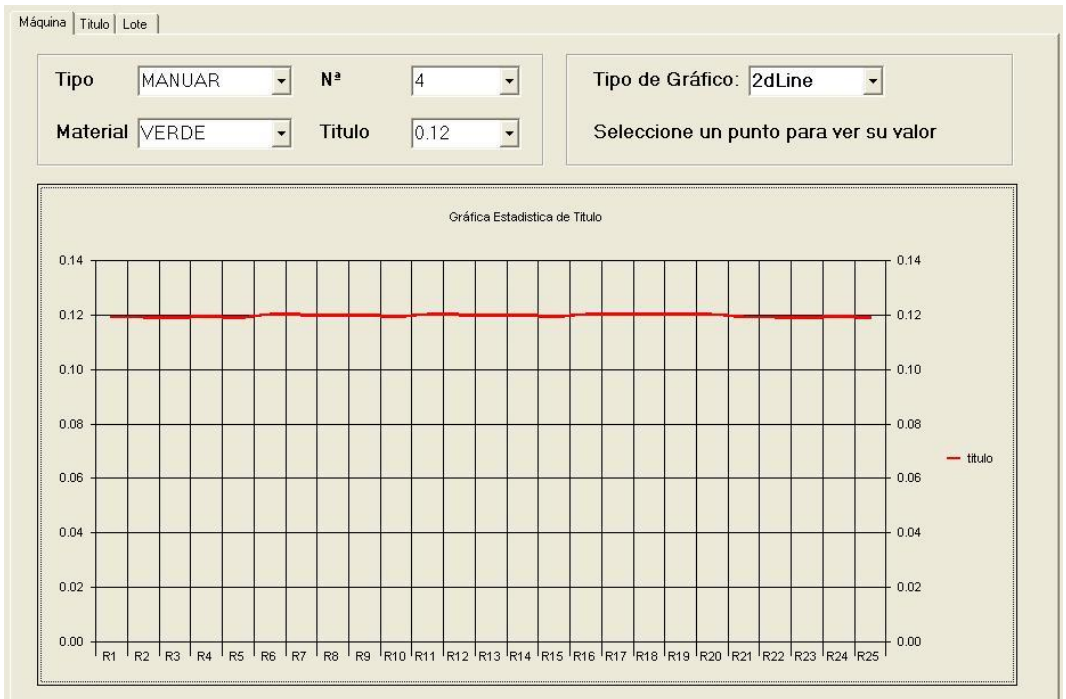 Máquina Titulo Lote
Tipo MANUAR Nª 4
Material VERDE Titulo 0.12
Tipo de Gráfico: 2dLine
Seleccione un punto para ver su valor
Gráfica Estadistica de Titulo
0.14 0.14
0.12 0.12
0.10 0.10
0.08 0.08
titulo
0.06 0.06
0.04 0.04
0.02 0.02
0.00 0.00
R1 R2 R3 R4 R5 R6 R7 R8 R9 R10 R11 R12 R13 R14 R15 R16 R17 R18 R19 R20 R21 R22 R23 R24 R25